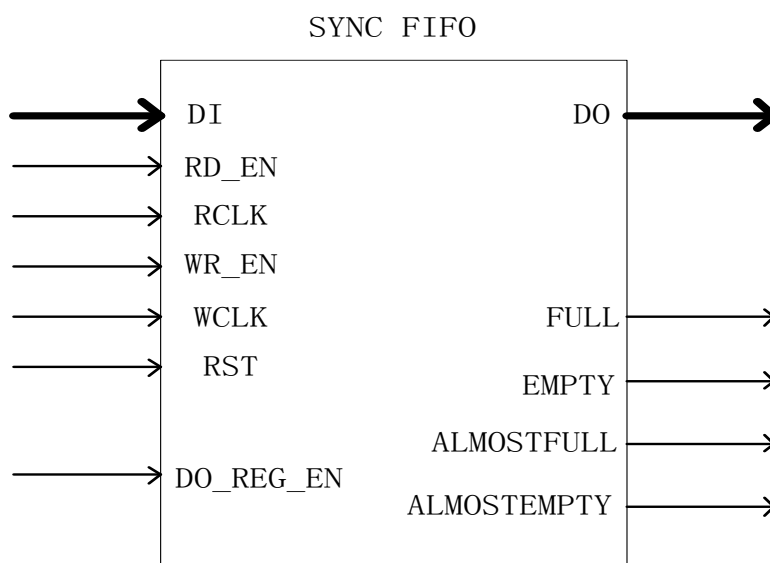 SYNC FIFO
DI
DO
RD_EN
RCLK
WR_EN
WCLK
FULL
RST
EMPTY
ALMOSTFULL
DO_REG_EN
ALMOSTEMPTY